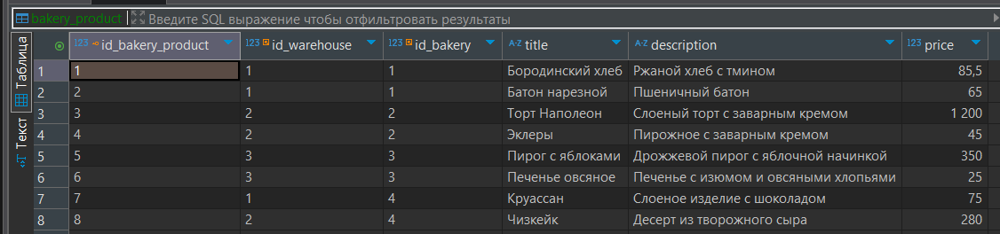 bakery_product Введите SQL выражение чтобы отфильтровать результаты
Таблица
Текст
123 id_bakery_product 123 id_warehouse 123 id_bakery A-Z title A-Z description 123 price
1 1 1 1 Бородинский хлеб Ржаной хлеб с тмином 85,5
2 2 1 1 Батон нарезной Пшеничный батон 65
3 3 2 2 Торт Наполеон Слоеный торт с заварным кремом 1 200
4 4 2 2 Эклеры Пирожное с заварным кремом 45
5 5 3 3 Пирог с яблоками Дрожжевой пирог с яблочной начинкой 350
6 6 3 3 Печенье овсяное Печенье с изюмом и овсяными хлопьями 25
7 7 1 4 Круассан Слоеное изделие с шоколадом 75
8 8 2 4 Чизкейк Десерт из творожного сыра 280